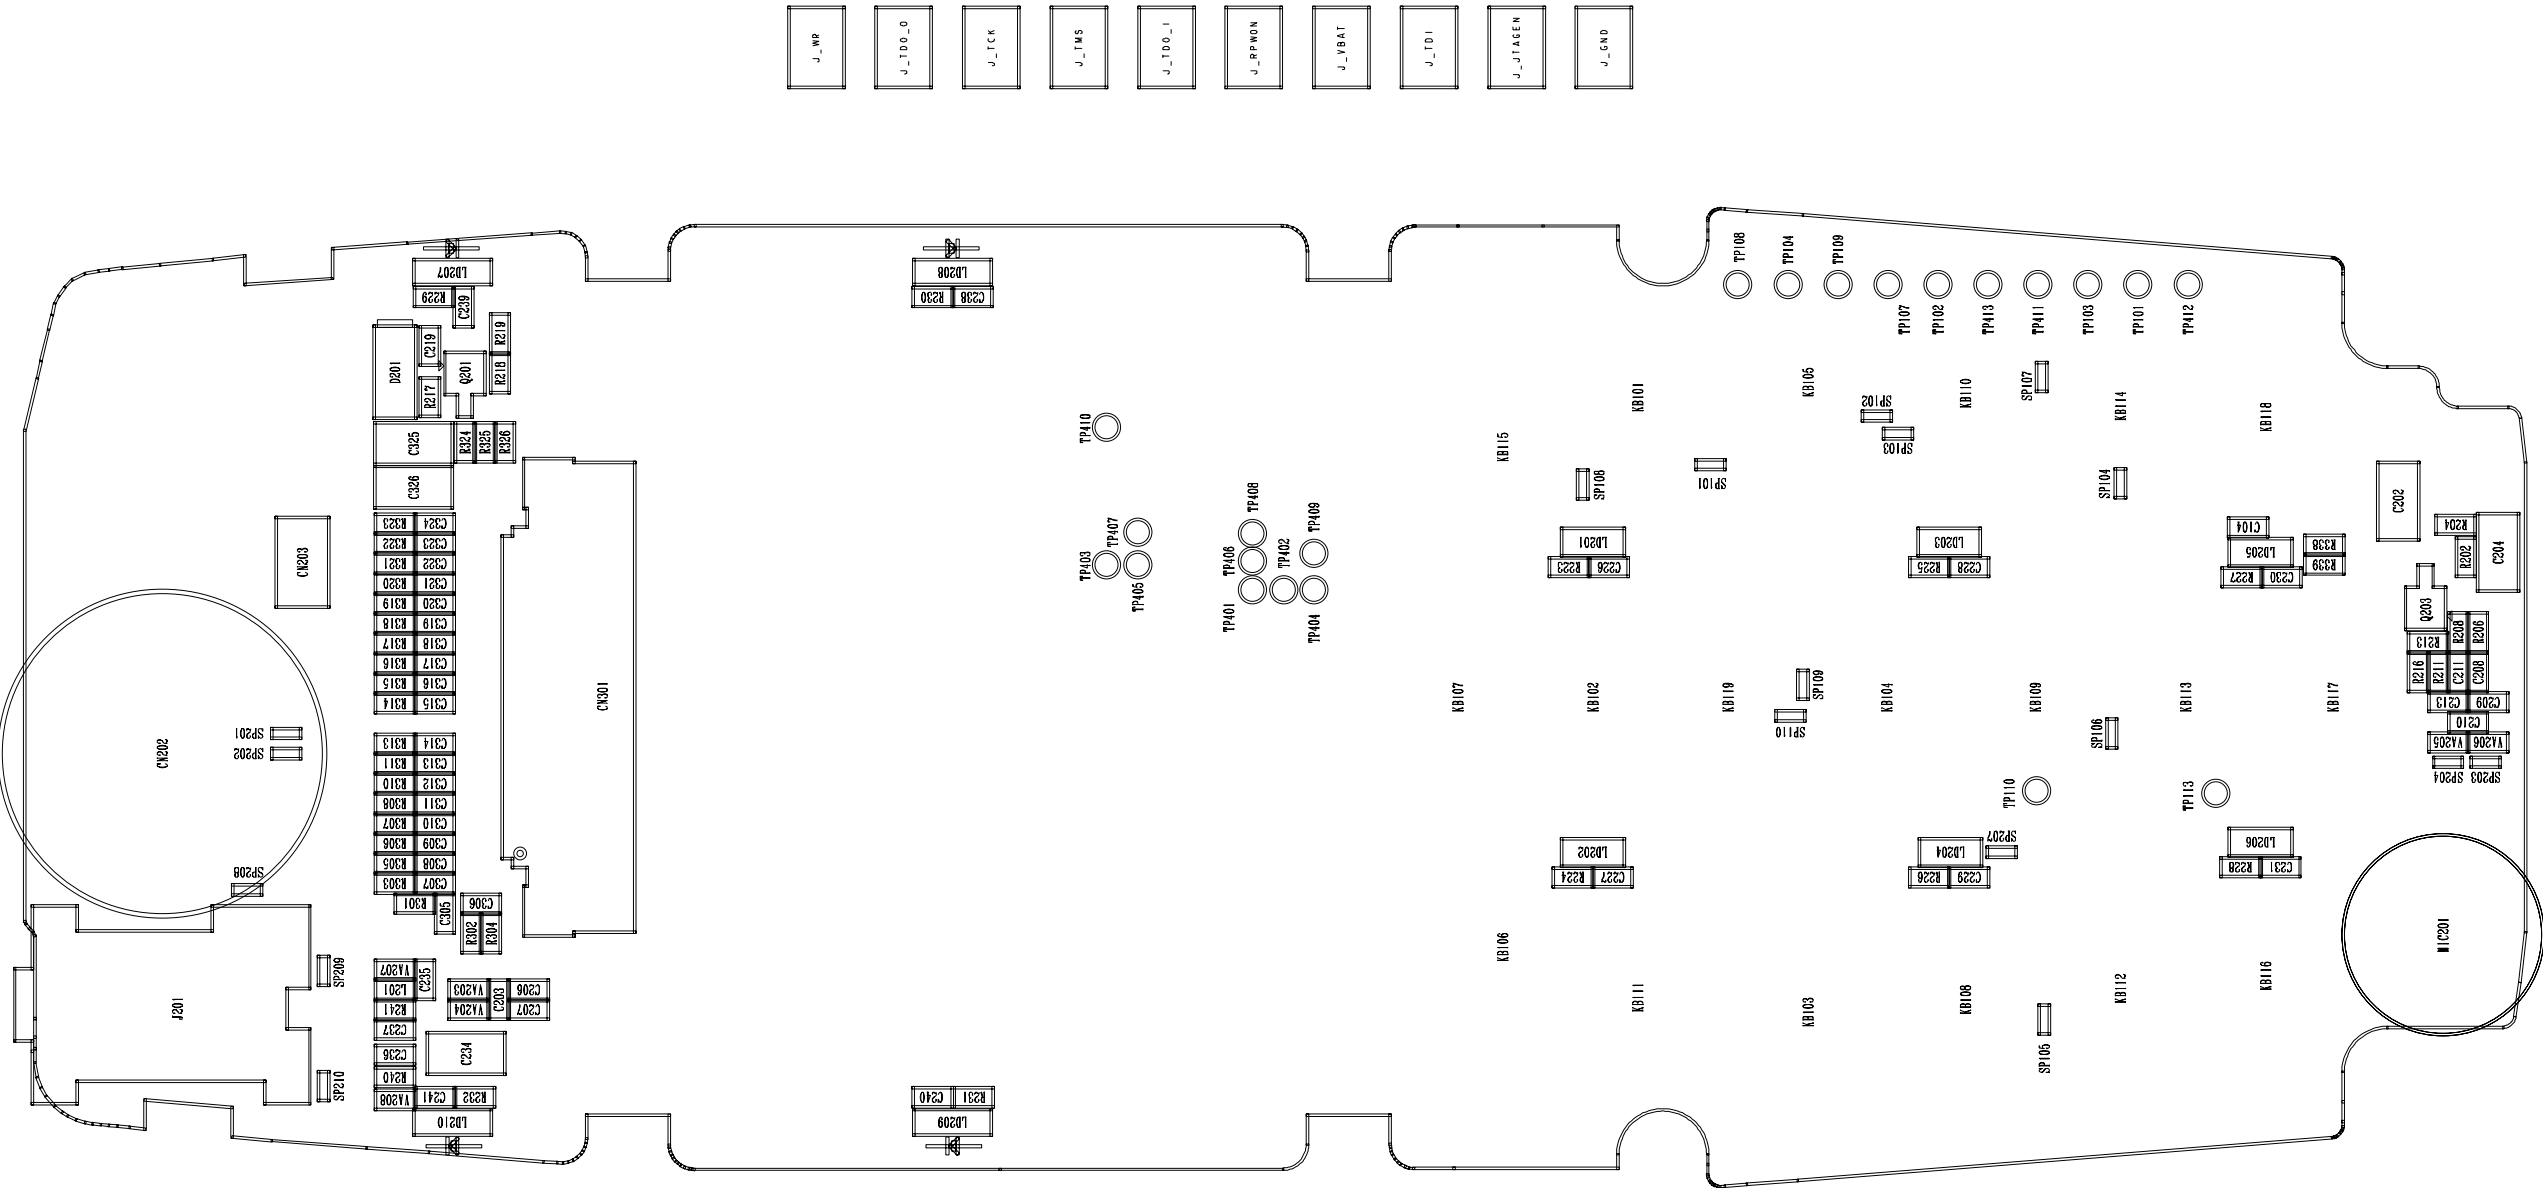 J_WR
J_TDO_O
J_TCK
J_TMS
J_TDO_I
J_RPWON
J_VBAT
J_TDI
J_JTAGEN
J_GND
LD207
R229
C239
LD208
R230
C238
TP108
TP104
TP109
TP107
TP102
TP413
TP411
TP103
TP101
TP412
D201
C219
R217
Q201
R219
R218
C325
R324
R325
R326
C326
CN203
R323
C324
R322
C323
R321
C322
R320
C321
R319
C320
R318
C319
R317
C318
R316
C317
R315
C316
R314
C315
R313
C314
R311
C313
R310
C312
R308
C311
R307
C310
R306
C309
R305
C308
R303
C307
R301
C305
C306
R302
R304
CN301
CN202
SP201
SP202
SP208
J201
SP209
SP210
VA207
C235
L201
R241
C237
C236
R240
VA208
C241
R232
LD210
VA203
VA204
C203
C206
C207
C234
C240
R231
LD209
TP410
TP407
TP403
TP405
TP408
TP409
TP406
TP402
TP401
TP404
KB101
KB105
KB110
SP107
KB114
KB118
KB115
SP102
SP103
SP101
SP108
SP104
LD201
R223
C226
LD203
R225
C228
C104
LD205
R227
C230
R338
R339
C202
R204
R202
C204
Q203
R213
R208
R206
R216
R211
C211
C208
C213
C209
C210
VA205
VA206
SP204
SP203
KB107
KB102
KB119
SP109
SP110
KB104
KB109
SP106
KB113
KB117
TP110
TP113
LD202
R224
C227
LD204
R226
C229
SP207
LD206
R228
C231
MIC201
KB106
KB111
KB103
KB108
SP105
KB112
KB116